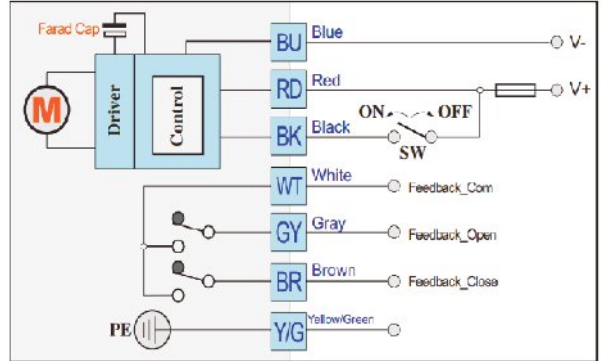 Farad Cap
BU Blue V-
RD Red V+
M Driver Control
ON OFF
BK Black
SW
WT White Feedback_Com
GY Gray Feedback_Open
BR Brown Feedback_Close
PE Y/G Yellow/Green